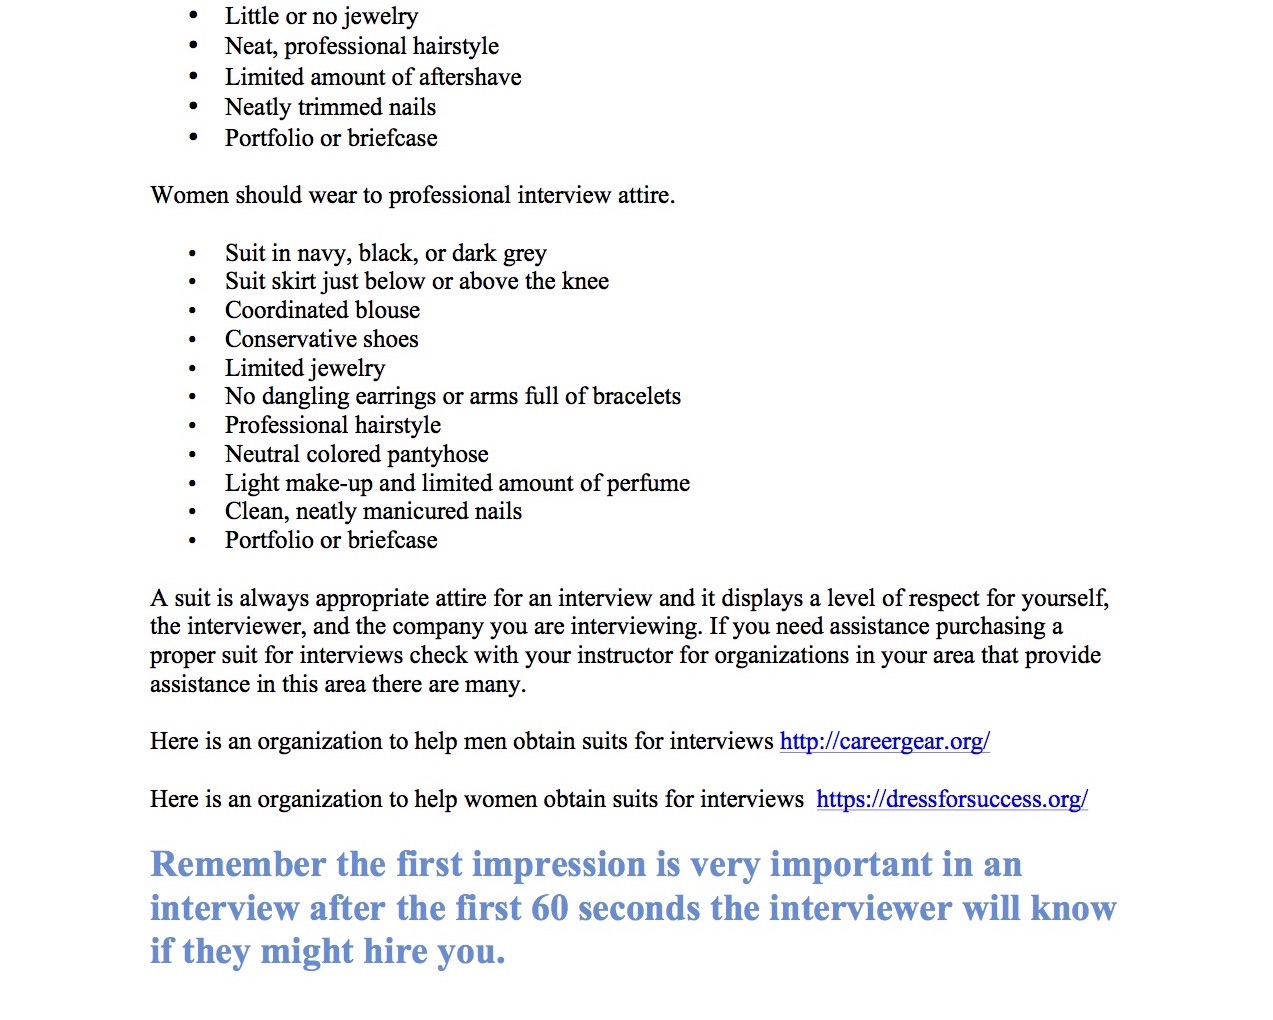 • Little or no jewelry
• Neat, professional hairstyle
• Limited amount of aftershave
• Neatly trimmed nails
• Portfolio or briefcase
Women should wear to professional interview attire.
• Suit in navy, black, or dark grey
• Suit skirt just below or above the knee
• Coordinated blouse
• Conservative shoes
• Limited jewelry
• No dangling earrings or arms full of bracelets
• Professional hairstyle
• Neutral colored pantyhose
• Light make-up and limited amount of perfume
• Clean, neatly manicured nails
• Portfolio or briefcase
A suit is always appropriate attire for an interview and it displays a level of respect for yourself,
the interviewer, and the company you are interviewing. If you need assistance purchasing a
proper suit for interviews check with your instructor for organizations in your area that provide
assistance in this area there are many.
Here is an organization to help men obtain suits for interviews http://careergear.org/
Here is an organization to help women obtain suits for interviews  https://dressforsuccess.org/
Remember the first impression is very important in an
interview after the first 60 seconds the interviewer will know
if they might hire you.